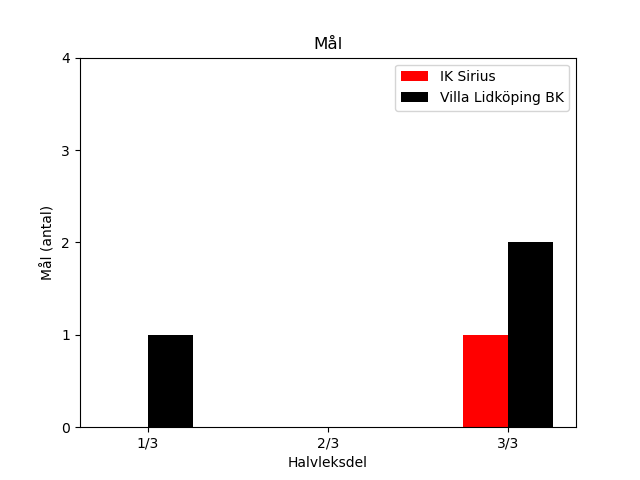 Mål
IK Sirius
Villa Lidköping BK
4
3
2
1
0
Mål (antal)
1/3
2/3
3/3
Halvleksdel